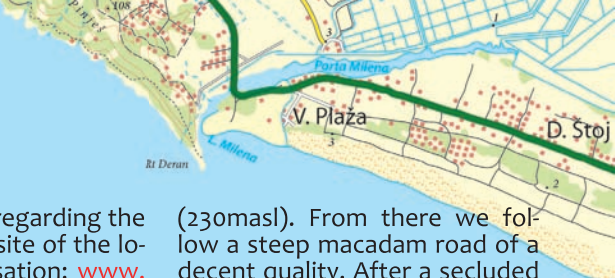 pinješ
108
3
1
Porta Milena
V. Plaža
3
L. Milena
D. Štoj
Rt Đeran
2
regarding the
site of the lo-
sation: www.
(230masl). From there we fol-
low a steep macadam road of a
decent quality. After a secluded